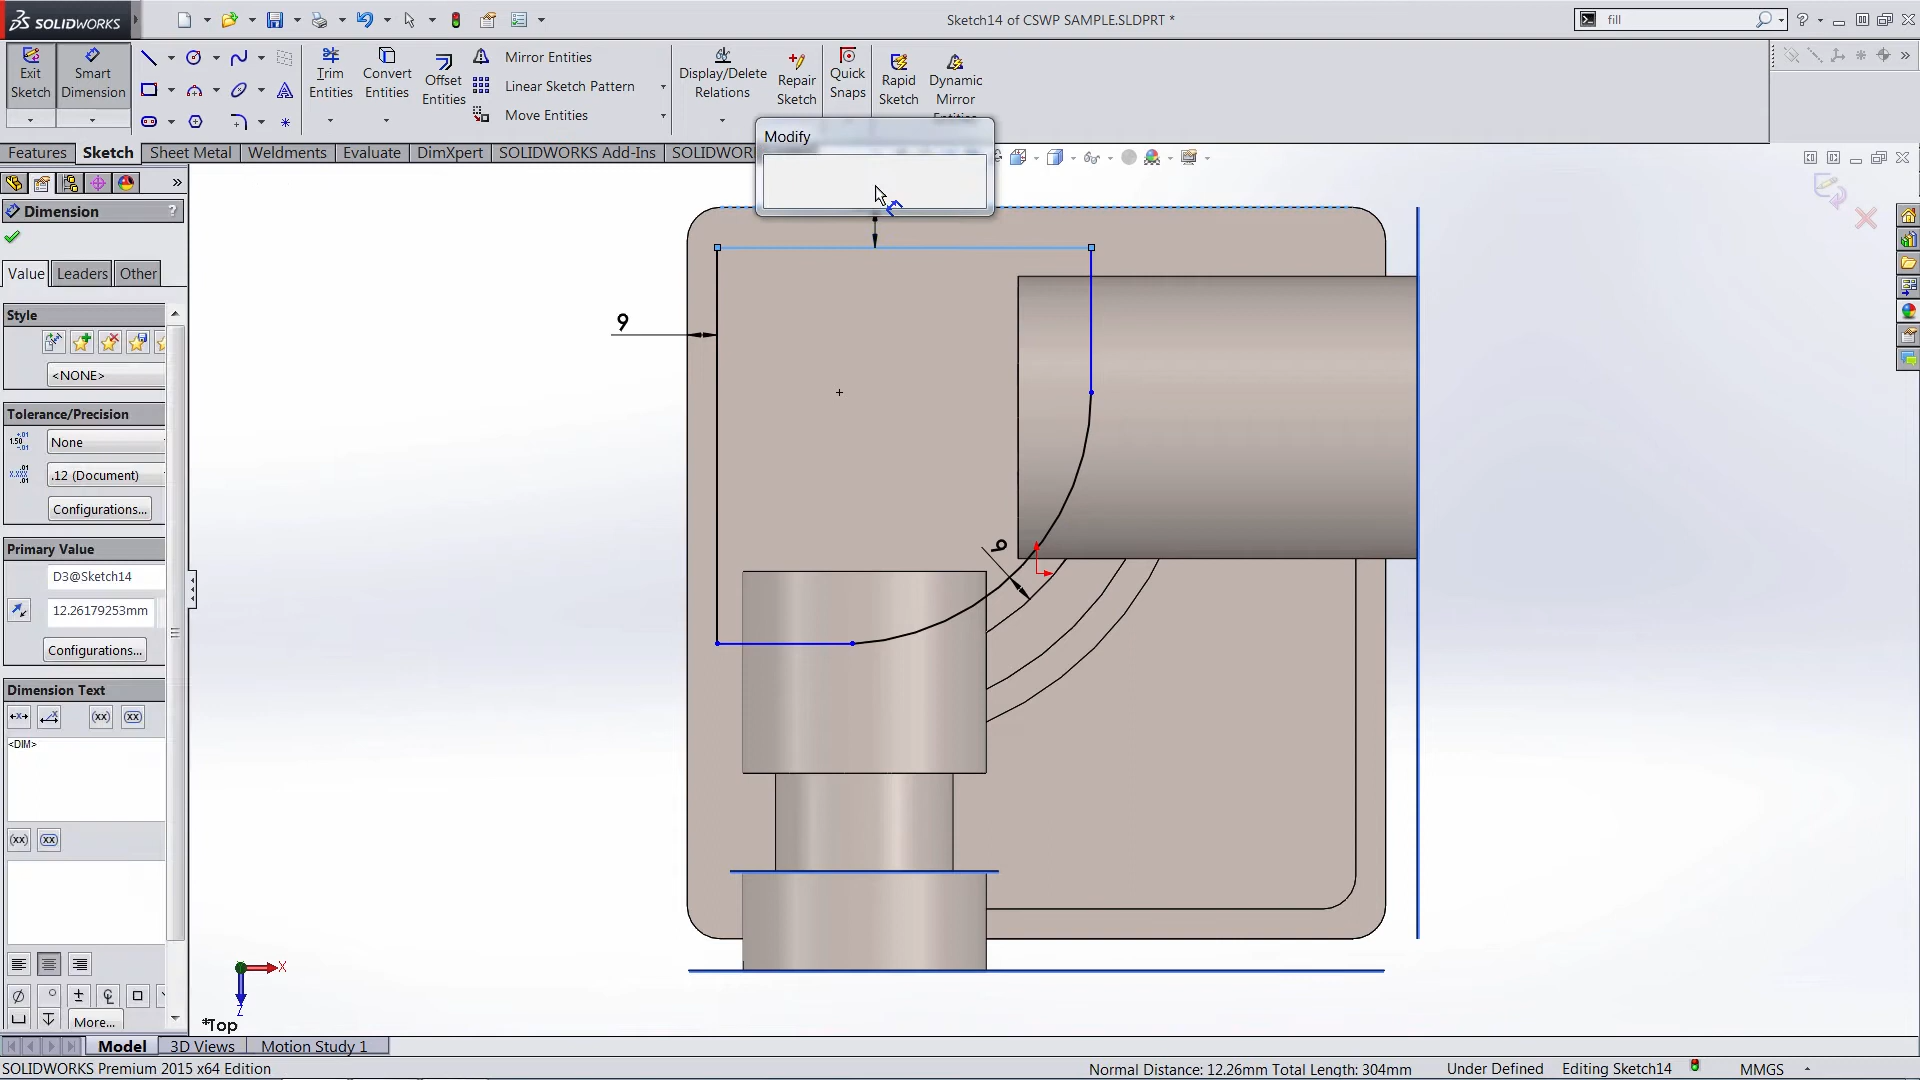 SOLIDWORKS
Sketch14 of CSWP SAMPLE.SLDPRT *
fill
Exit Sketch
Smart Dimension
Trim Entities
Convert Entities
Offset Entities
Mirror Entities
Linear Sketch Pattern
Move Entities
Display/Delete Relations
Repair Sketch
Quick Snaps
Rapid Sketch
Dynamic Mirror Entities
Features
Sketch
Sheet Metal
Weldments
Evaluate
DimXpert
SOLIDWORKS Add-Ins
Modify
Dimension
?
Value
Leaders
Other
Style
<NONE>
Tolerance/Precision
None
.12 (Document)
Configurations...
Primary Value
D3@Sketch14
12.26179253mm
Configurations...
Dimension Text
<DIM>
More...
9
9
X
Z
*Top
Model
3D Views
Motion Study 1
SOLIDWORKS Premium 2015 x64 Edition
Normal Distance: 12.26mm Total Length: 304mm
Under Defined
Editing Sketch14
MMGS